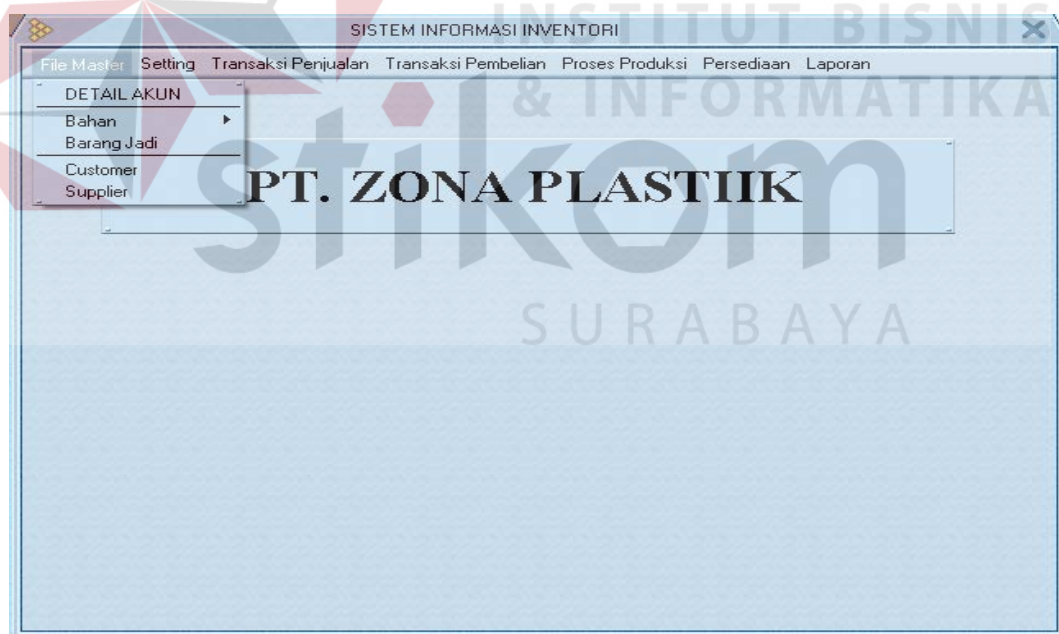 INSTITUT BISNIS
& INFORMATIKA
stikom
SURABAYA
SISTEM INFORMASI INVENTORI
File Master Setting Transaksi Penjualan Transaksi Pembelian Proses Produksi Persediaan Laporan
DETAIL AKUN
Bahan
Barang Jadi
Customer
Supplier
PT. ZONA PLASTIIK